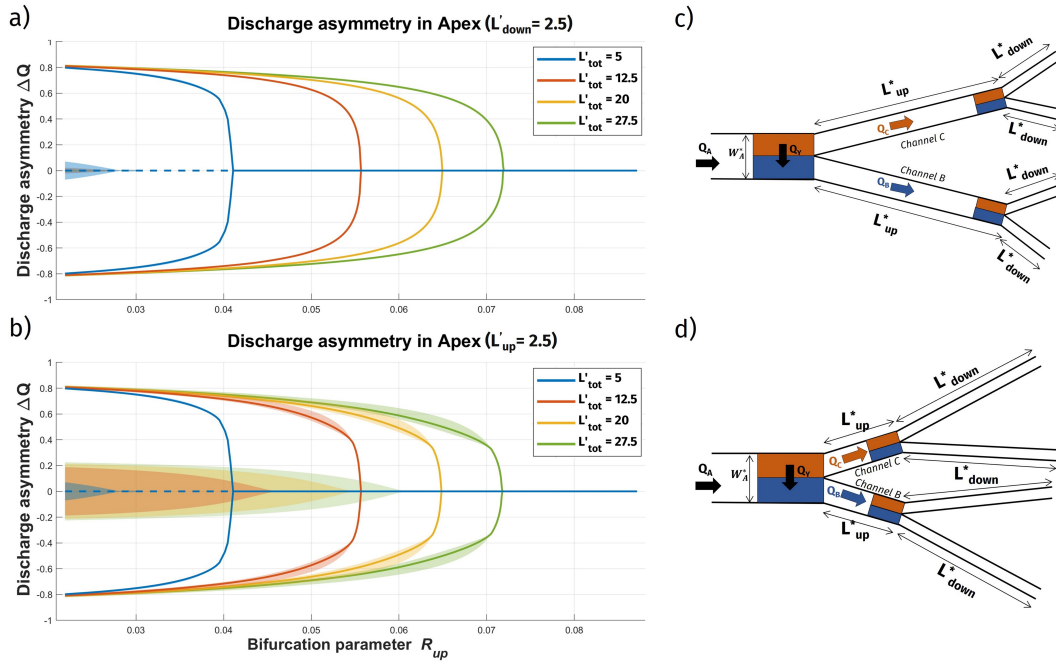 a)
Discharge asymmetry in Apex (L'down = 2.5)
Discharge asymmetry ΔQ
1
0.8
0.6
0.4
0.2
0
-0.2
-0.4
-0.6
-0.8
-1
0.03 0.04 0.05 0.06 0.07 0.08
L'tot = 5
L'tot = 12.5
L'tot = 20
L'tot = 27.5
b)
Discharge asymmetry in Apex (L'up = 2.5)
Discharge asymmetry ΔQ
1
0.8
0.6
0.4
0.2
0
-0.2
-0.4
-0.6
-0.8
-1
0.03 0.04 0.05 0.06 0.07 0.08
Bifurcation parameter Rup
L'tot = 5
L'tot = 12.5
L'tot = 20
L'tot = 27.5
c)
L*down
L*up
QC
Channel C
L*down
QA
W*A
QY
Channel B
L*down
QB
L*up
L*down
d)
L*down
L*up
QC
Channel C
QA
W*A
QY
Channel B
L*down
QB
L*up
L*down